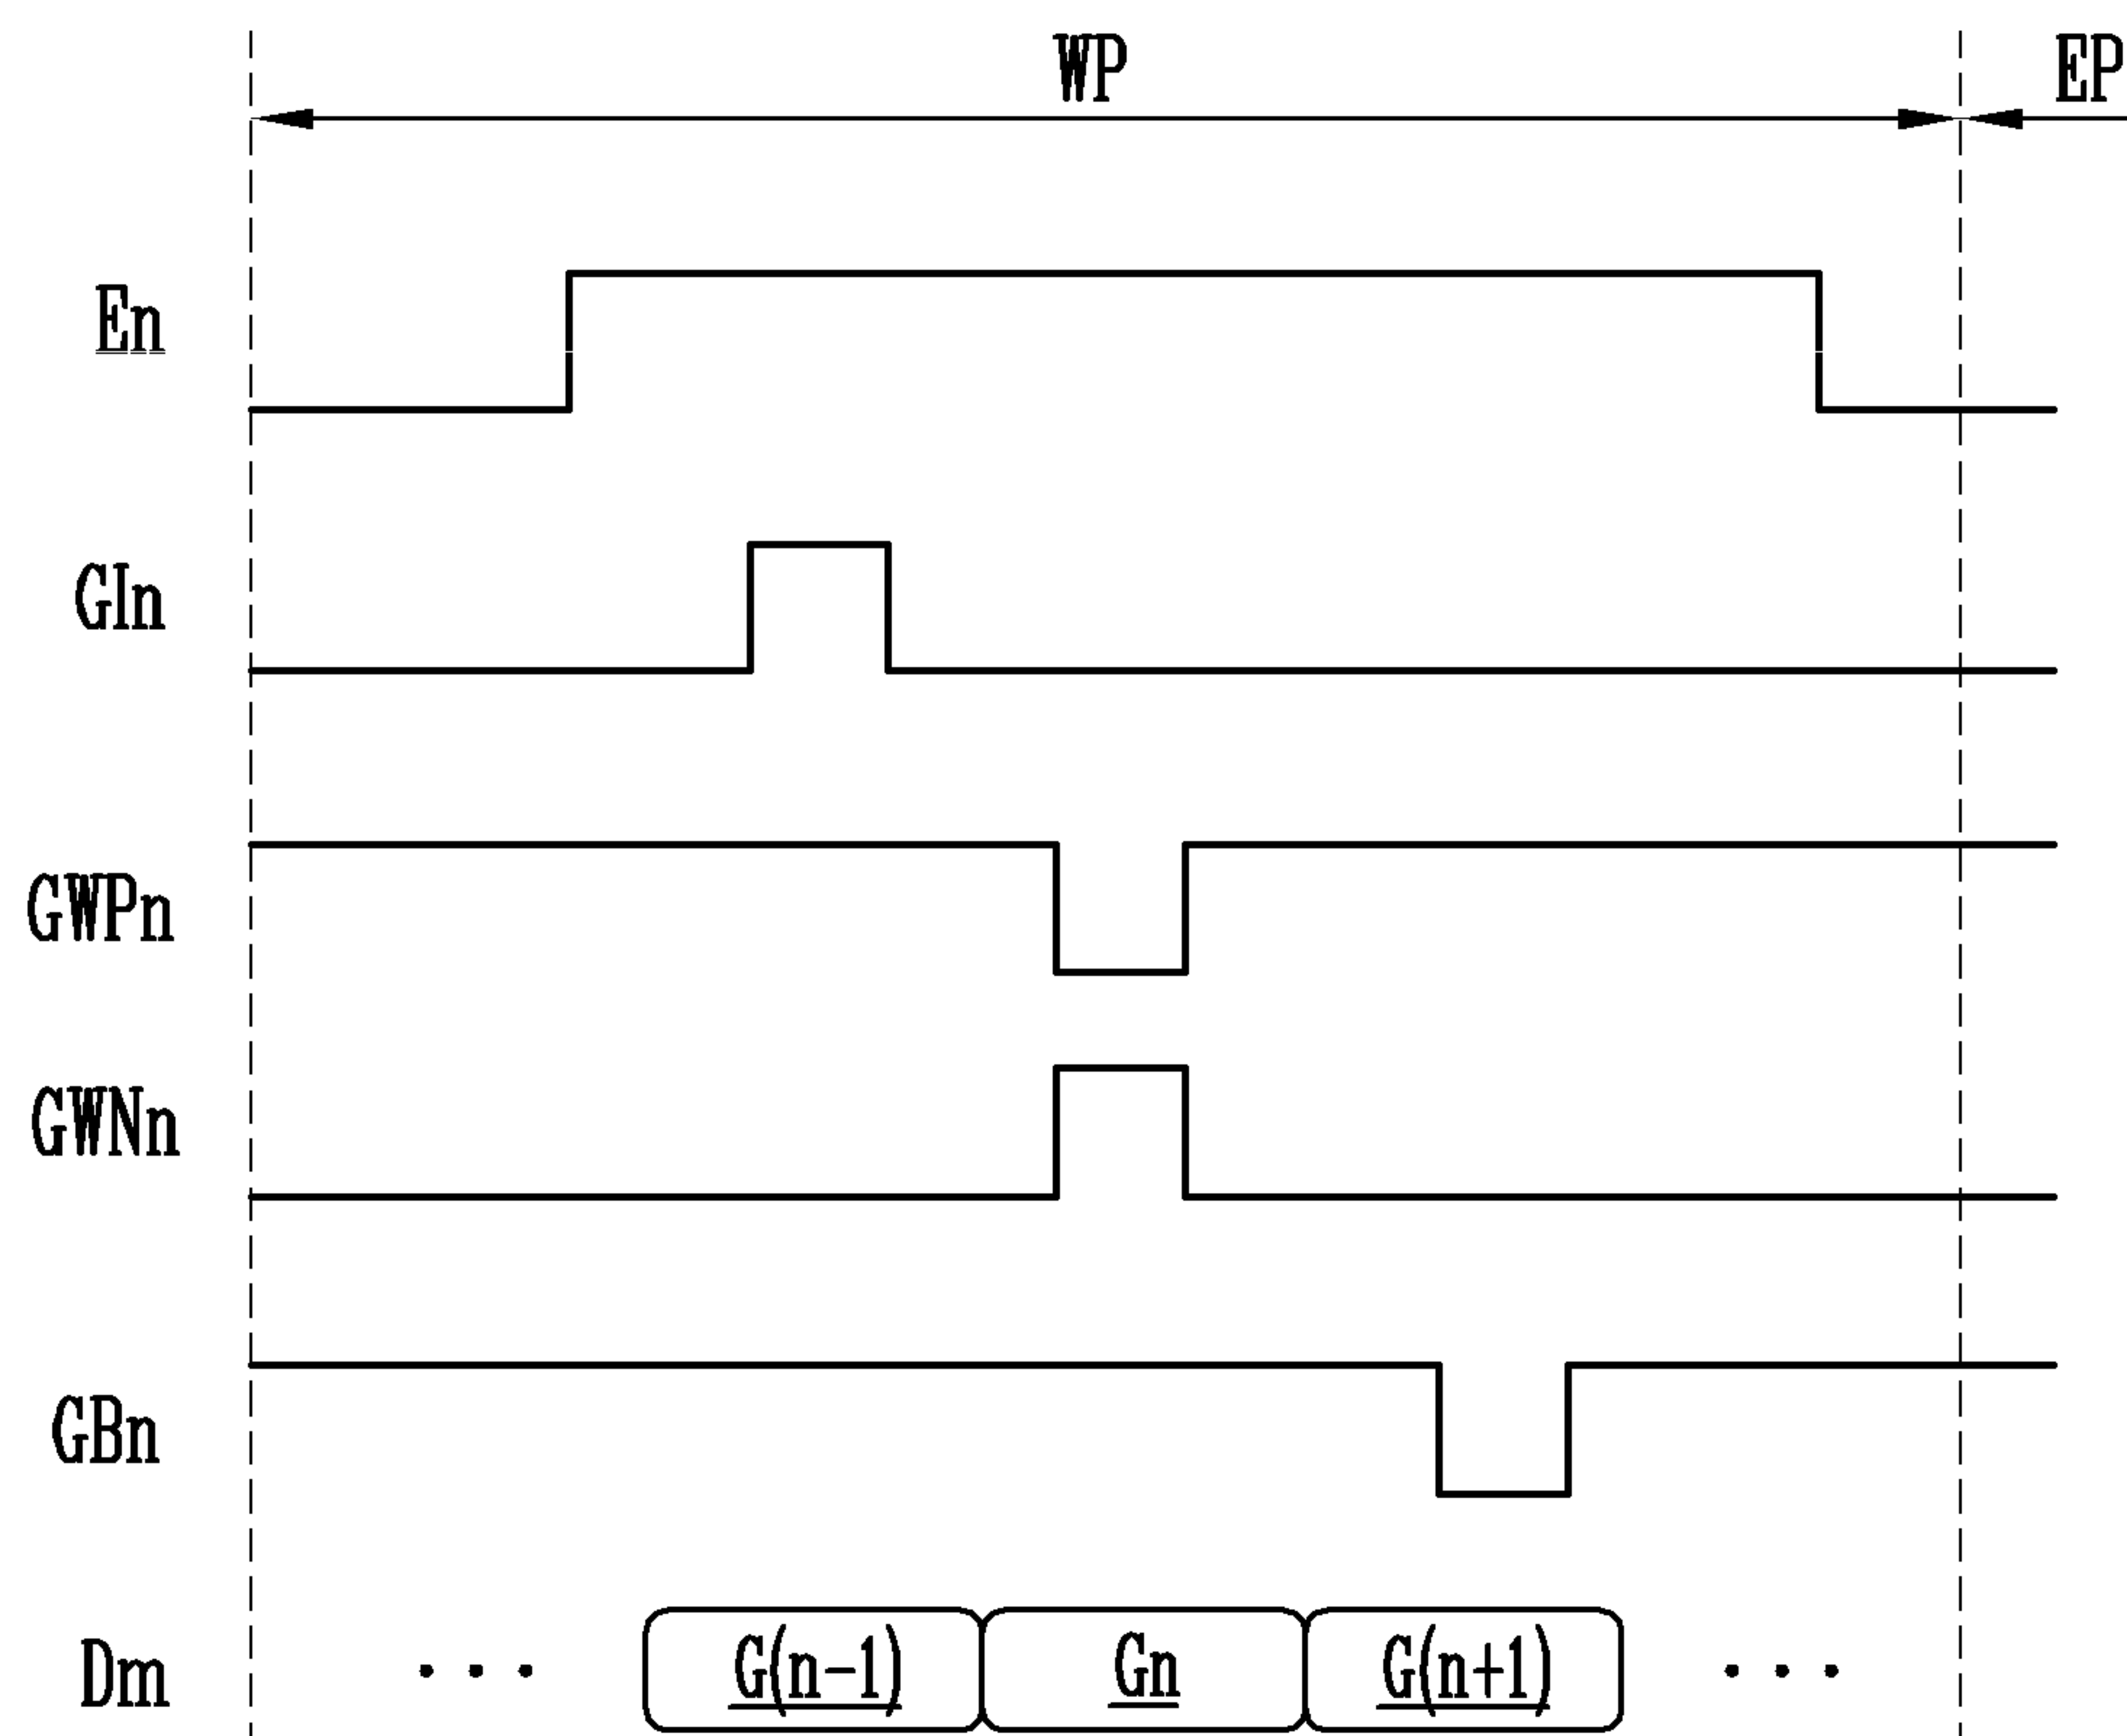 WP EP
En
GIn
GWPn
GWNn
GBn
Dm ... G(n-1) Gn G(n+1) ...